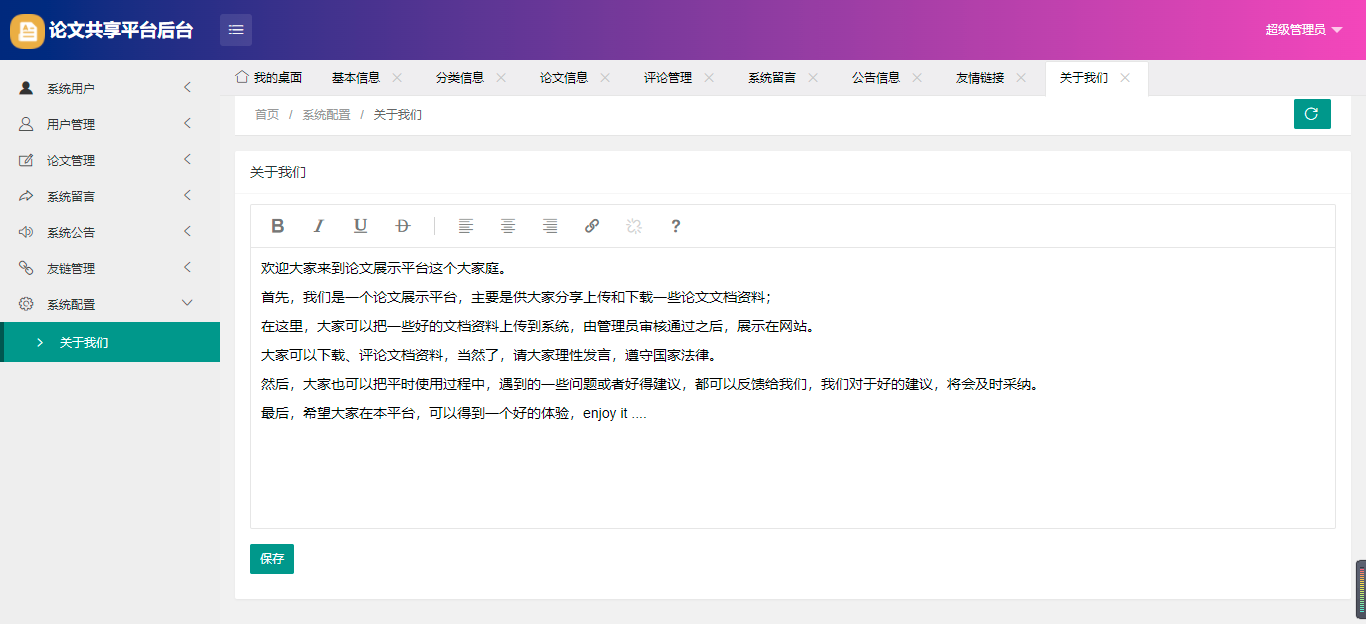 论文共享平台后台
超级管理员
系统用户
用户管理
论文管理
系统留言
系统公告
友链管理
系统配置
关于我们
我的桌面 基本信息 分类信息 论文信息 评论管理 系统留言 公告信息 友情链接 关于我们
首页 / 系统配置 / 关于我们
关于我们
B I U D ?
欢迎大家来到论文展示平台这个大家庭。
首先，我们是一个论文展示平台，主要是供大家分享上传和下载一些论文文档资料；
在这里，大家可以把一些好的文档资料上传到系统，由管理员审核通过之后，展示在网站。
大家可以下载、评论文档资料，当然了，请大家理性发言，遵守国家法律。
然后，大家也可以把平时使用过程中，遇到的一些问题或者好得建议，都可以反馈给我们，我们对于好的建议，将会及时采纳。
最后，希望大家在本平台，可以得到一个好的体验，enjoy it ....
保存